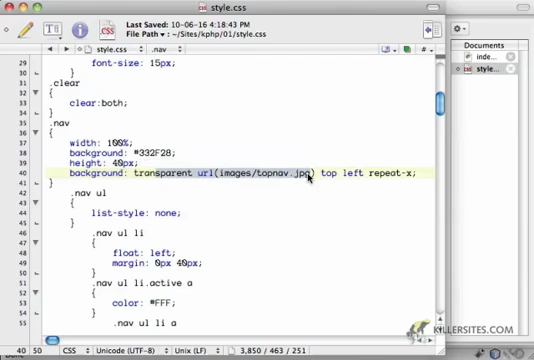 style.css
Last Saved: 10-06-16 at 4:18:43 PM
File Path: ~/Sites/kphp/01/style.css
style.css
.nav
#
Documents
inde...
style...
29 font-size: 15px;
30 }
31 .clear
32 {
33 clear:both;
34 }
35 .nav
36 {
37 width: 100%;
38 background: #332F28;
39 height: 40px;
40 background: transparent url(images/topnav.jpg) top left repeat-x;
41 }
42 .nav ul
43 {
44 list-style: none;
45 }
46 .nav ul li
47 {
48 float: left;
49 margin: 0px 40px;
50 }
51 .nav ul li.active a
52 {
53 color: #FFF;
54 }
55 .nav ul li a
32 50 CSS Unicode (UTF-8) Unix (LF) 3,850 / 463 / 251
KILLERSITES.COM